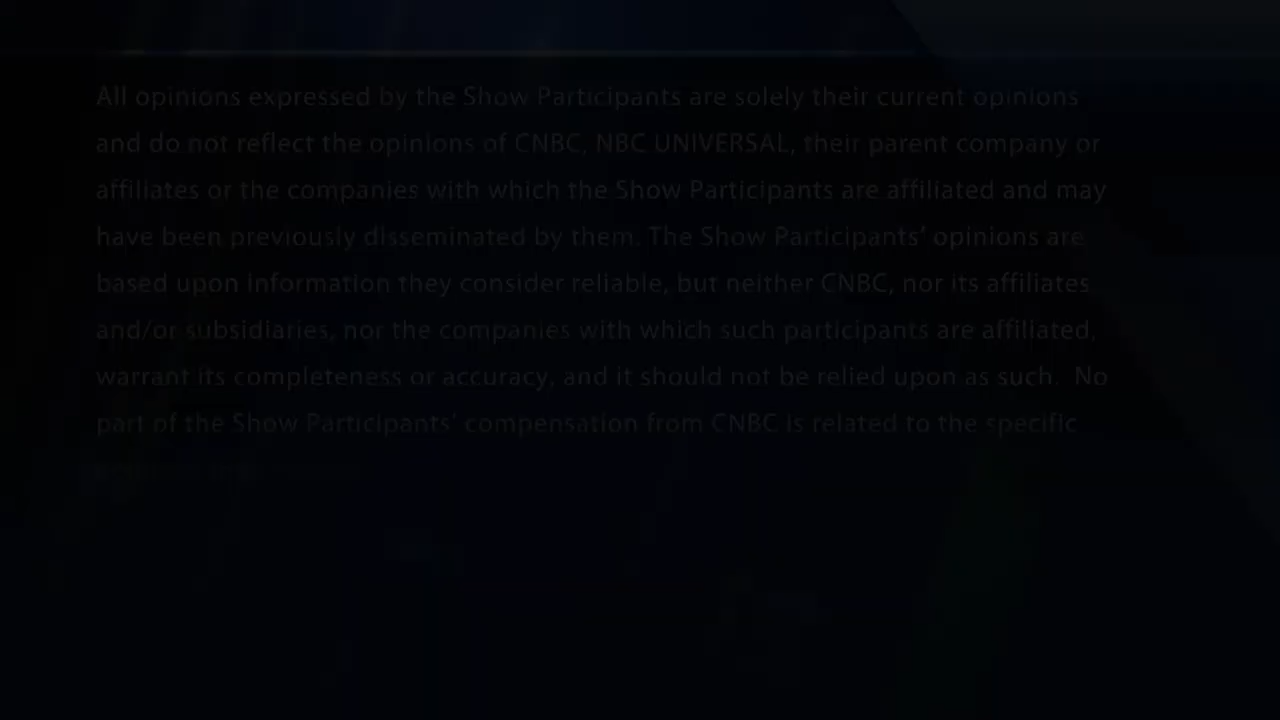 All opinions expressed by the Show Participants are solely their current opinions
and do not reflect the opinions of CNBC, NBC UNIVERSAL, their parent company or
affiliates or the companies with which the Show Participants are affiliated and may
have been previously disseminated by them. The Show Participants' opinions are
based upon information they consider reliable, but neither CNBC, nor its affiliates
and/or subsidiaries, nor the companies with which such participants are affiliated,
warrant its completeness or accuracy, and it should not be relied upon as such.  No
part of the Show Participants' compensation from CNBC is related to the specific